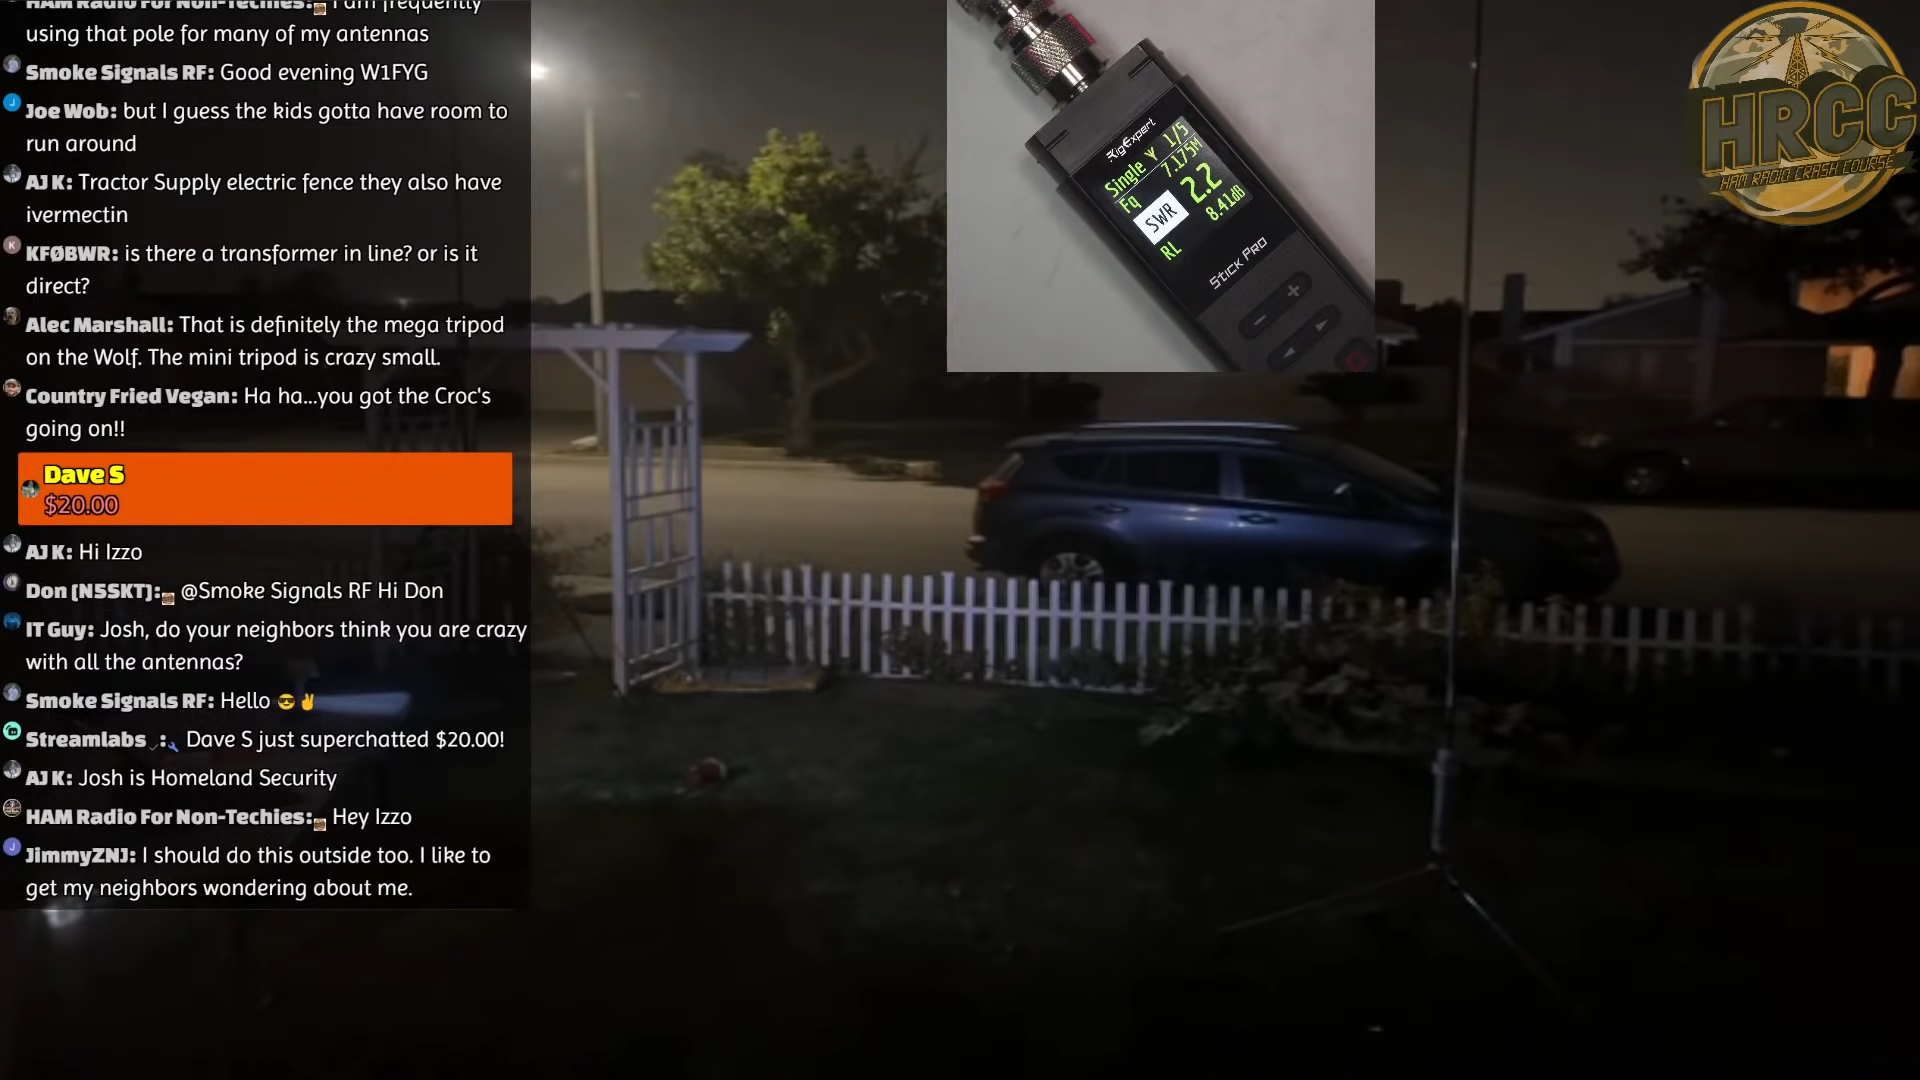 HAM Radio For Non-Techies: I am frequently
using that pole for many of my antennas
Smoke Signals RF: Good evening W1FYG
Joe Wob: but I guess the kids gotta have room to
run around
AJ K: Tractor Supply electric fence they also have
ivermectin
KFØBWR: is there a transformer in line? or is it
direct?
Alec Marshall: That is definitely the mega tripod
on the Wolf. The mini tripod is crazy small.
Country Fried Vegan: Ha ha...you got the Croc's
going on!!
Dave S
$20.00
AJ K: Hi Izzo
Don (N5SKT): @Smoke Signals RF Hi Don
IT Guy: Josh, do your neighbors think you are crazy
with all the antennas?
Smoke Signals RF: Hello 😎✌
Streamlabs : Dave S just superchatted $20.00!
AJ K: Josh is Homeland Security
HAM Radio For Non-Techies: Hey Izzo
JimmyZNJ: I should do this outside too. I like to
get my neighbors wondering about me.
RigExpert
Single 1/5
Fq 7.175M
SWR 2.2
RL 8.41dB
Stick Pro
HRCC
HAM RADIO CRASH COURSE